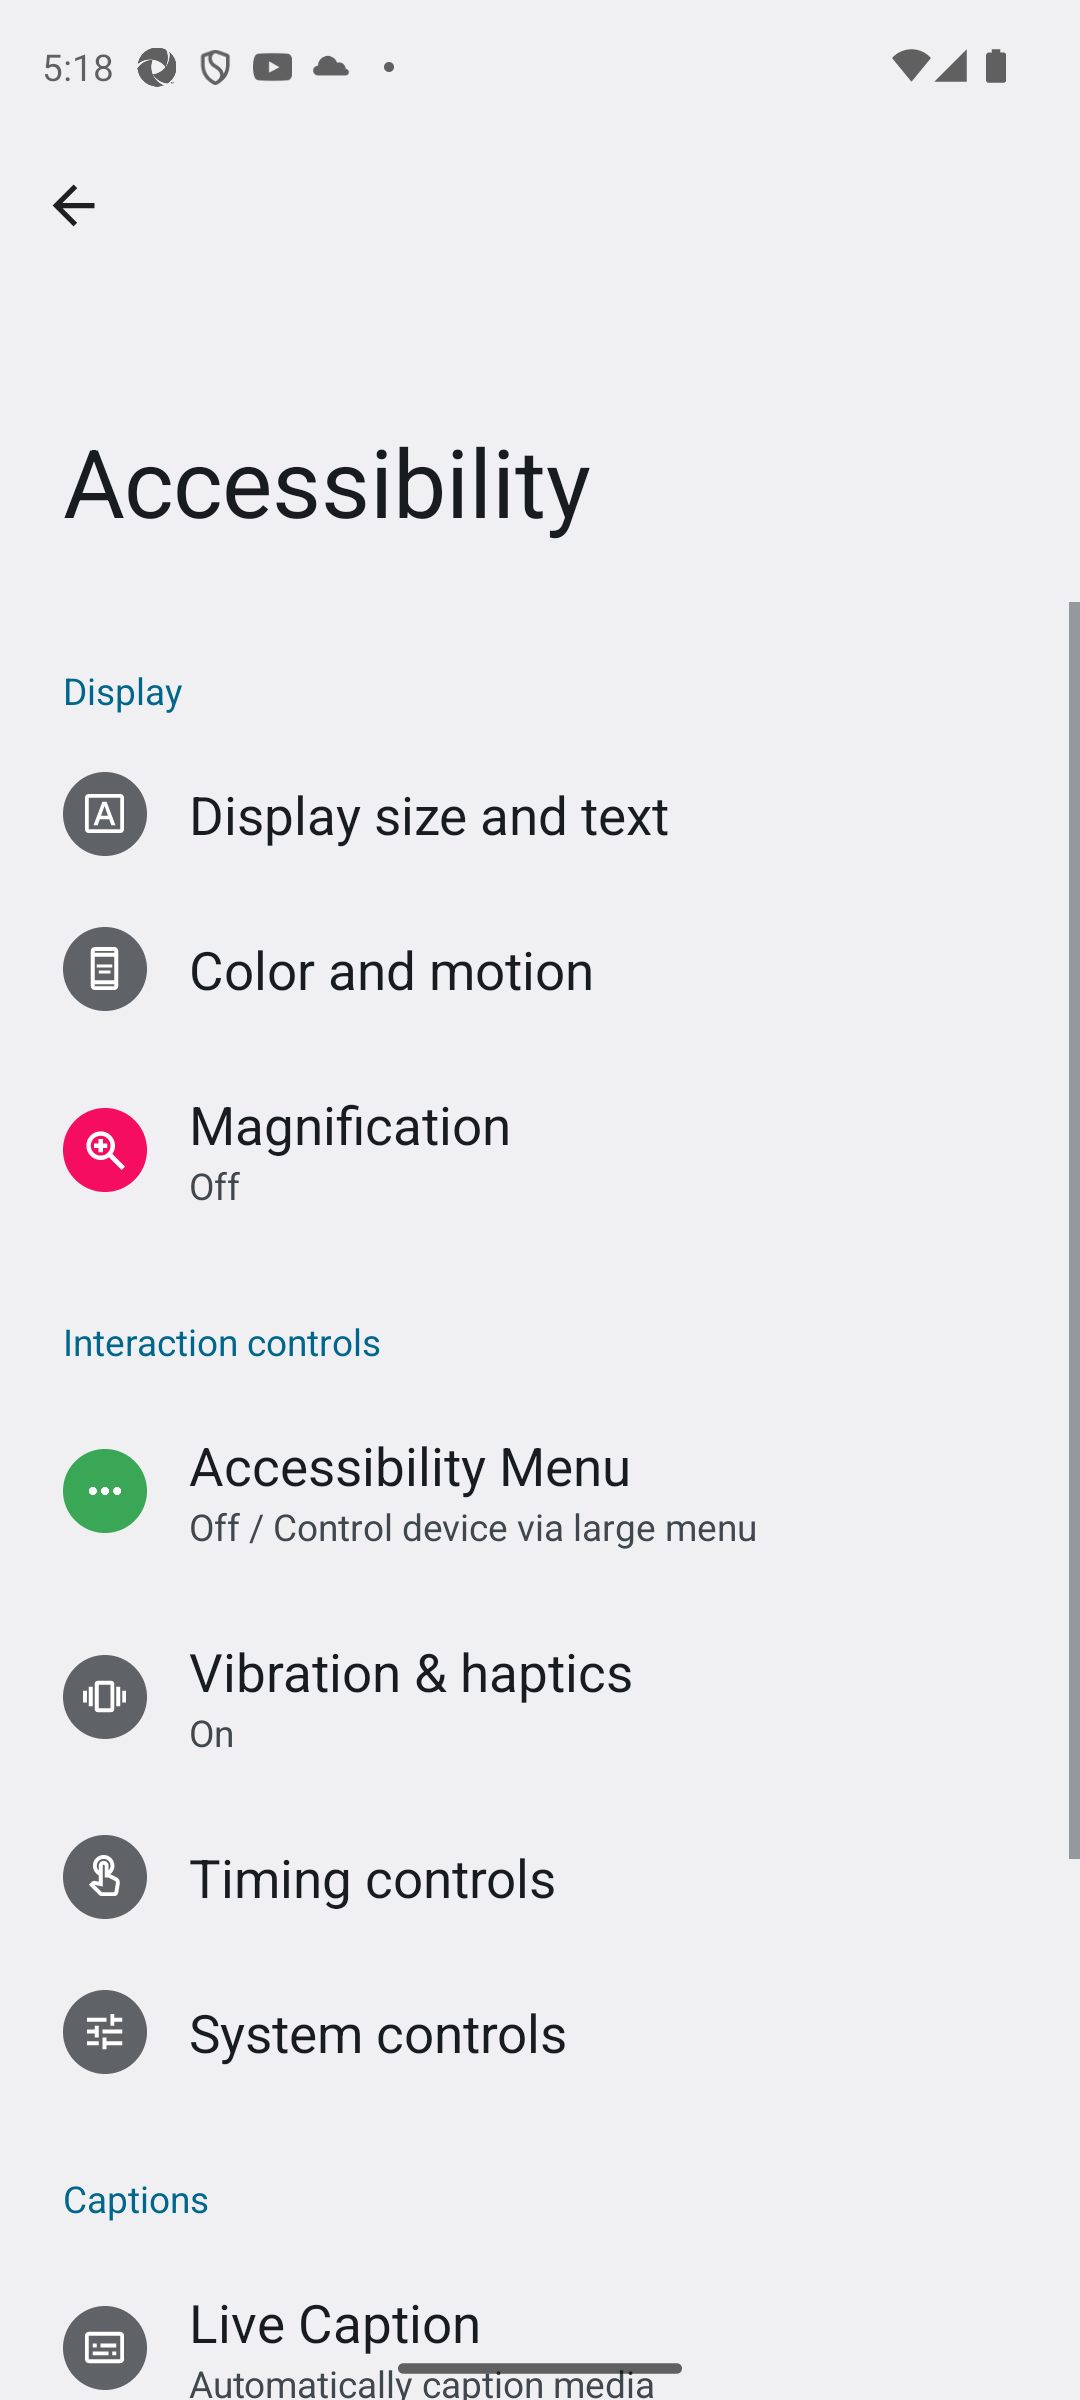 5:18
Accessibility
Display
Display size and text
Color and motion
Magnification
Off
Interaction controls
Accessibility Menu
Off / Control device via large menu
Vibration & haptics
On
Timing controls
System controls
Captions
Live Caption
Automatically caption media